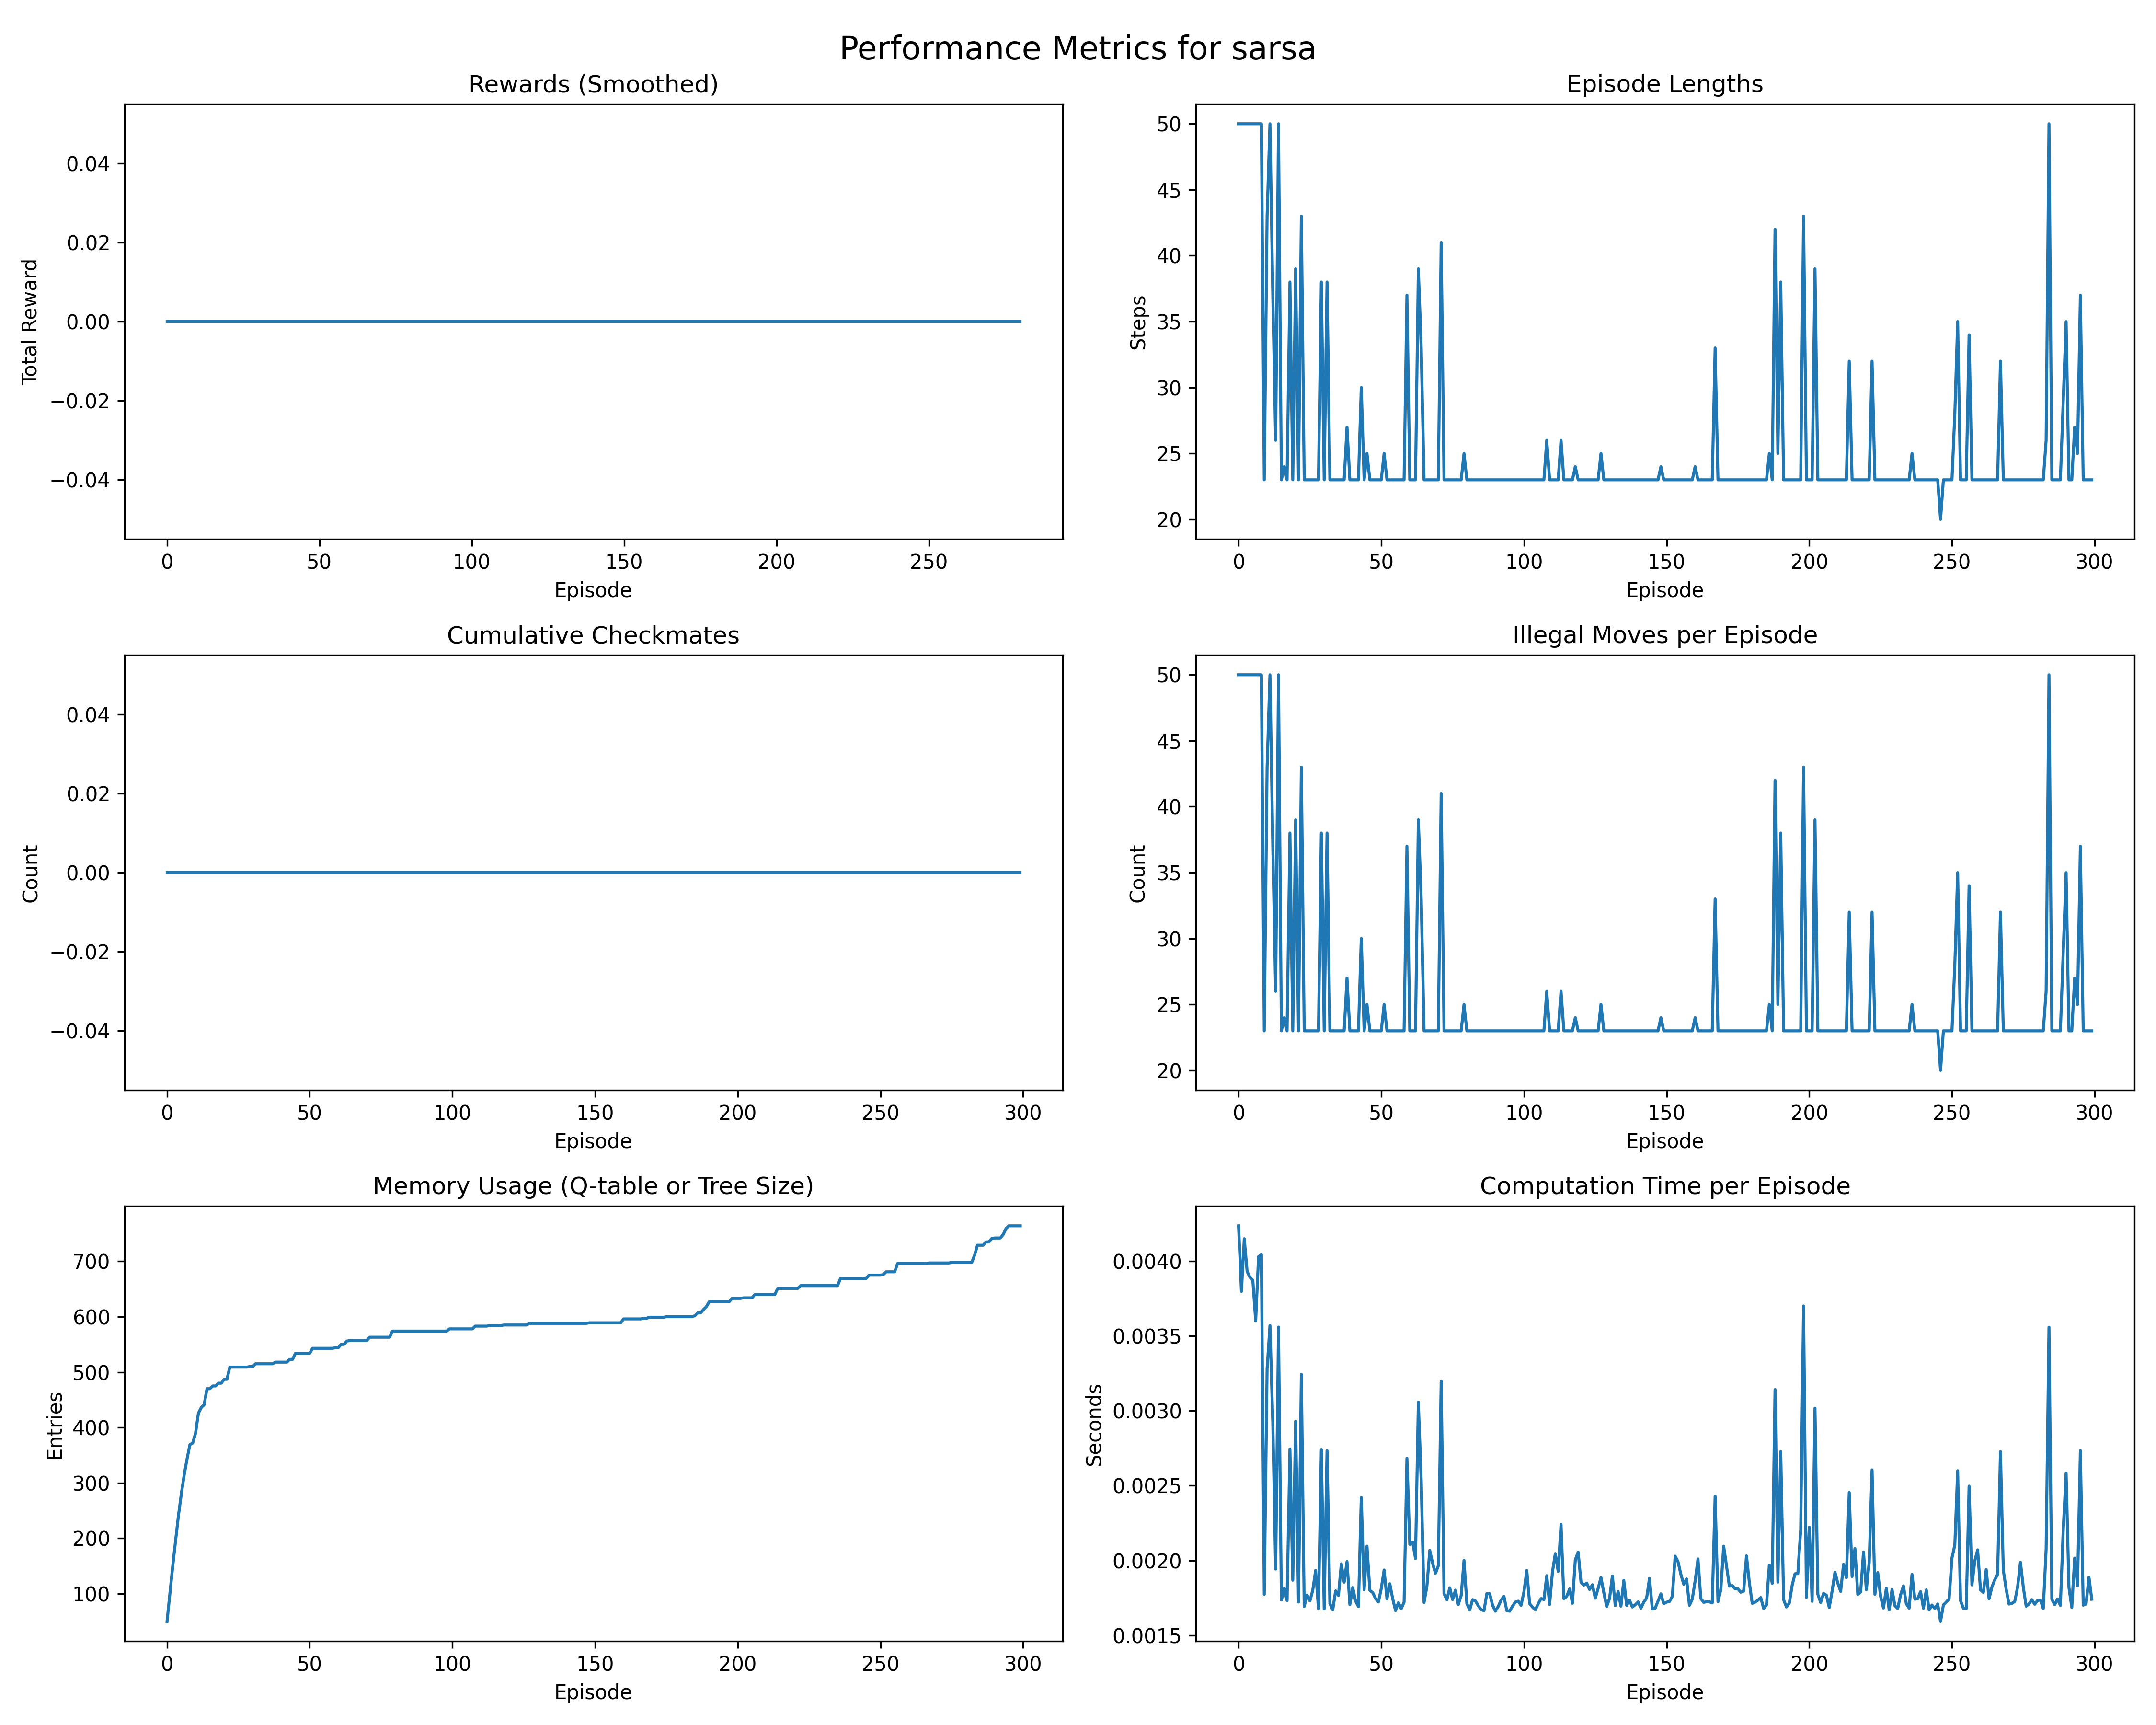 Performance Metrics for sarsa
Rewards (Smoothed)
Total Reward
0.04
0.02
0.00
−0.02
−0.04
0 50 100 150 200 250
Episode
Episode Lengths
Steps
50
45
40
35
30
25
20
0 50 100 150 200 250 300
Episode
Cumulative Checkmates
Count
0.04
0.02
0.00
−0.02
−0.04
0 50 100 150 200 250 300
Episode
Illegal Moves per Episode
Count
50
45
40
35
30
25
20
0 50 100 150 200 250 300
Episode
Memory Usage (Q-table or Tree Size)
Entries
700
600
500
400
300
200
100
0 50 100 150 200 250 300
Episode
Computation Time per Episode
Seconds
0.0040
0.0035
0.0030
0.0025
0.0020
0.0015
0 50 100 150 200 250 300
Episode